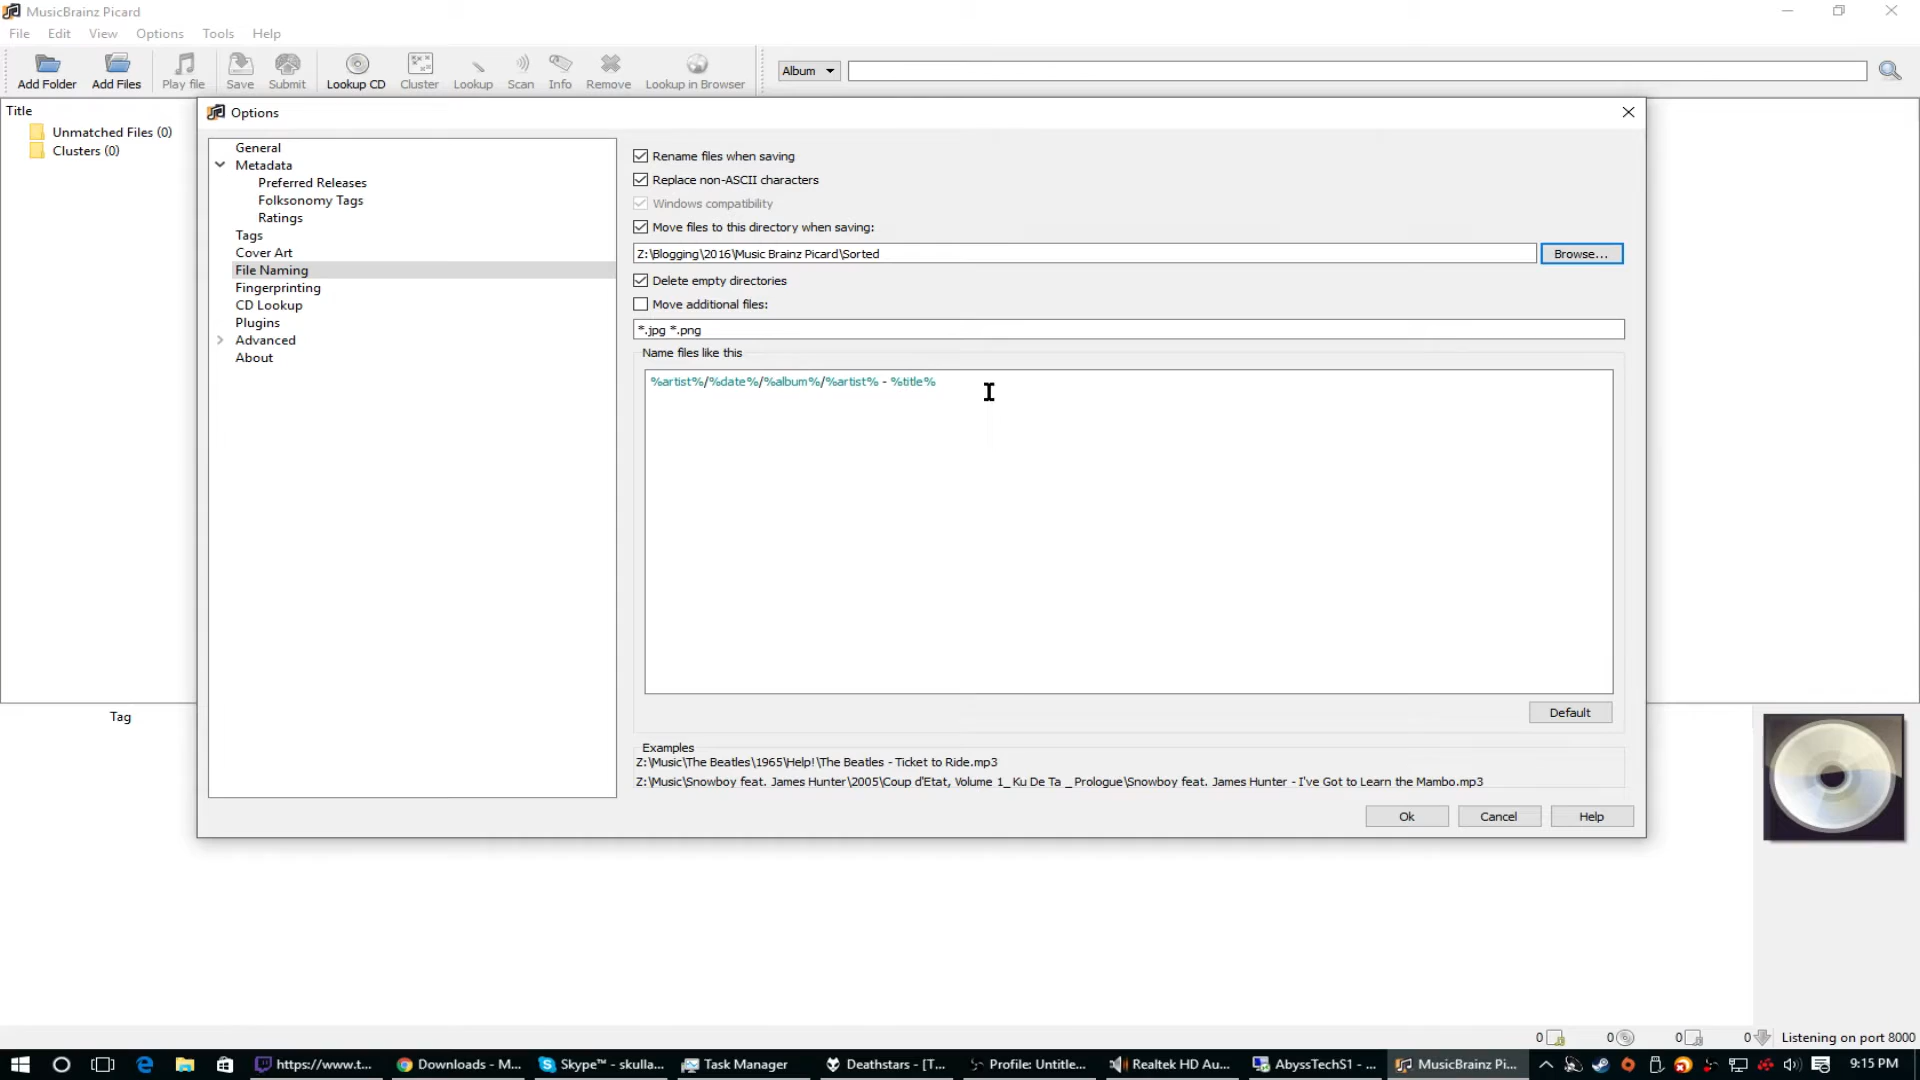 MusicBrainz Picard
File Edit View Options Tools Help
Add Folder Add Files Play file Save Submit Lookup CD Cluster Lookup Scan Info Remove Lookup in Browser Album
Title
Unmatched Files (0)
Clusters (0)
Options
General
Metadata
Preferred Releases
Folksonomy Tags
Ratings
Tags
Cover Art
File Naming
Fingerprinting
CD Lookup
Plugins
Advanced
About
Rename files when saving
Replace non-ASCII characters
Windows compatibility
Move files to this directory when saving:
Z:\Blogging\2016\Music Brainz Picard\Sorted Browse...
Delete empty directories
Move additional files:
*.jpg *.png
Name files like this
%artist%/%date%/%album%/%artist% - %title%
Default
Examples
Z:\Music\The Beatles\1965\Help!\The Beatles - Ticket to Ride.mp3
Z:\Music\Snowboy feat. James Hunter\2005\Coup d'Etat, Volume 1_ Ku De Ta _ Prologue\Snowboy feat. James Hunter - I've Got to Learn the Mambo.mp3
Ok Cancel Help
Tag
0 0 0 0 Listening on port 8000
https://www.t... Downloads - M... Skype™ - skulla... Task Manager Deathstars - [T... Profile: Untitle... Realtek HD Au... AbyssTechS1 - ... MusicBrainz Pi... 9:15 PM